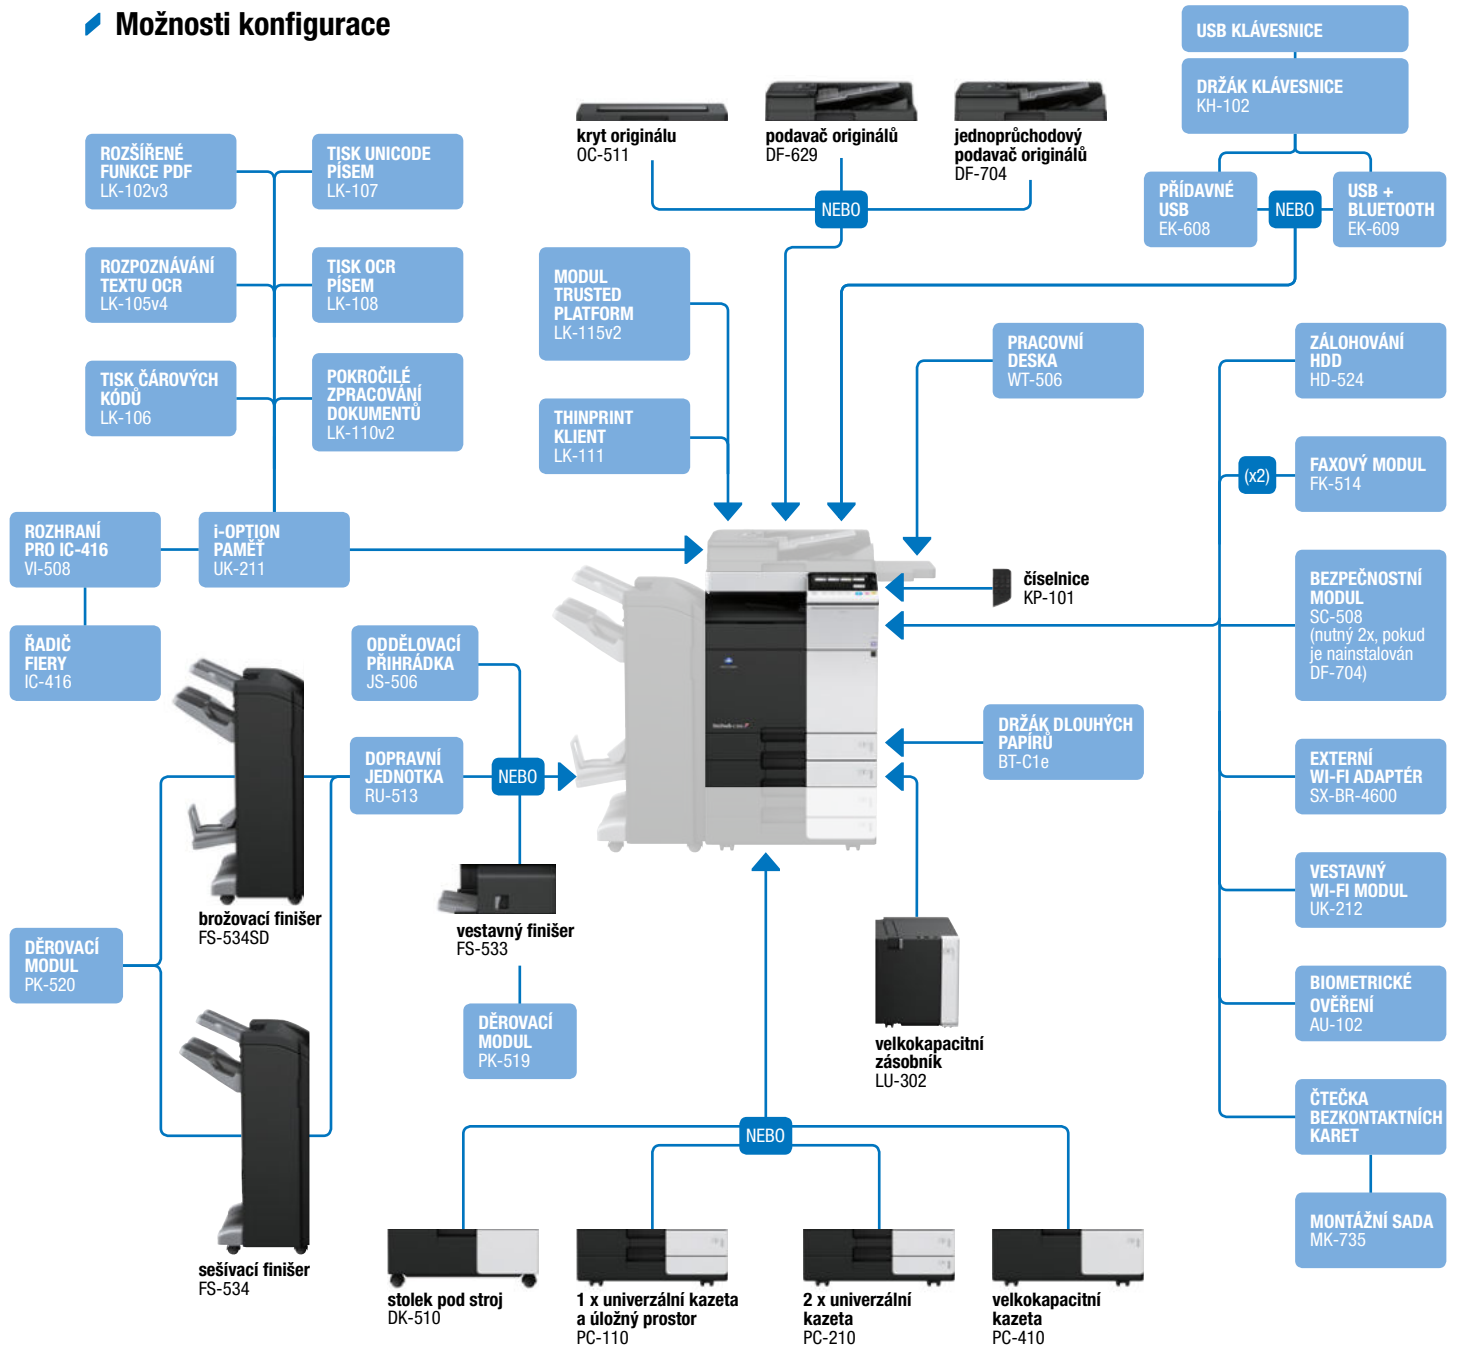 Možnosti konfigurace
USB KLÁVESNICE
DRŽÁK KLÁVESNICE
KH-102
kryt originálu
OC-511
podavač originálů
DF-629
jednoprůchodový
podavač originálů
DF-704
ROZŠÍŘENÉ
FUNKCE PDF
LK-102v3
TISK UNICODE
PÍSEM
LK-107
NEBO
PŘÍDAVNÉ
USB
EK-608
NEBO
USB +
BLUETOOTH
EK-609
ROZPOZNÁVÁNÍ
TEXTU OCR
LK-105v4
TISK OCR
PÍSEM
LK-108
MODUL
TRUSTED
PLATFORM
LK-115v2
PRACOVNÍ
DESKA
WT-506
ZÁLOHOVÁNÍ
HDD
HD-524
TISK ČÁROVÝCH
KÓDŮ
LK-106
POKROČILÉ
ZPRACOVÁNÍ
DOKUMENTŮ
LK-110v2
THINPRINT
KLIENT
LK-111
(x2)
FAXOVÝ MODUL
FK-514
ROZHRANÍ
PRO IC-416
VI-508
i-OPTION
PAMĚŤ
UK-211
číselnice
KP-101
BEZPEČNOSTNÍ
MODUL
SC-508
(nutný 2x, pokud
je nainstalován
DF-704)
ŘADIČ
FIERY
IC-416
ODDĚLOVACÍ
PŘIHRÁDKA
JS-506
DRŽÁK DLOUHÝCH
PAPÍRŮ
BT-C1e
DOPRAVNÍ
JEDNOTKA
RU-513
NEBO
EXTERNÍ
WI-FI ADAPTÉR
SX-BR-4600
VESTAVNÝ
WI-FI MODUL
UK-212
brožovací finišer
FS-534SD
vestavný finišer
FS-533
DĚROVACÍ
MODUL
PK-520
BIOMETRICKÉ
OVĚŘENÍ
AU-102
DĚROVACÍ
MODUL
PK-519
velkokapacitní
zásobník
LU-302
ČTEČKA
BEZKONTAKTNÍCH
KARET
NEBO
MONTÁŽNÍ SADA
MK-735
sešívací finišer
FS-534
stolek pod stroj
DK-510
1 x univerzální kazeta
a úložný prostor
PC-110
2 x univerzální
kazeta
PC-210
velkokapacitní
kazeta
PC-410